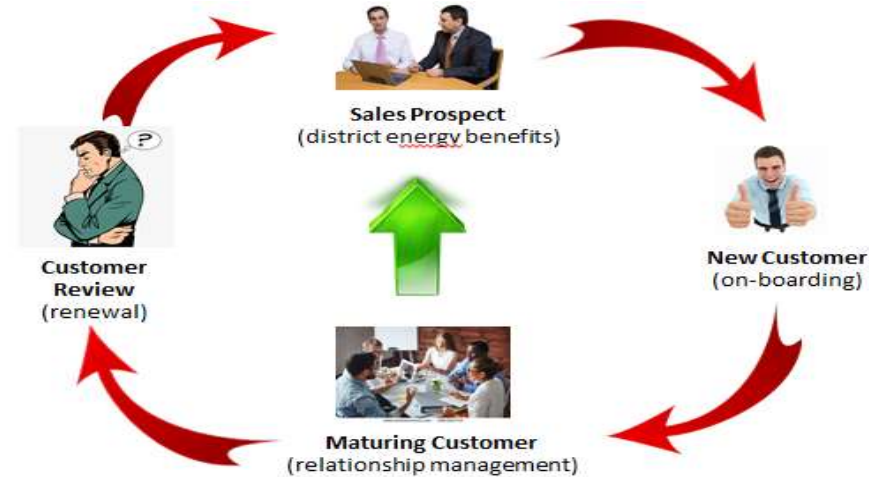 Sales Prospect
(district energy benefits)
?
Customer
Review
(renewal)
New Customer
(on-boarding)
Maturing Customer
(relationship management)